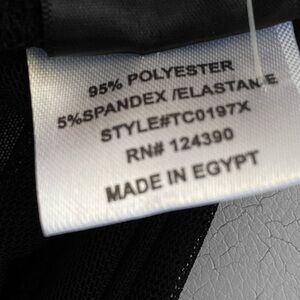 95% POLYESTER
5%SPANDEX /ELASTANE
STYLE#TC0197X
RN# 124390
MADE IN EGYPT